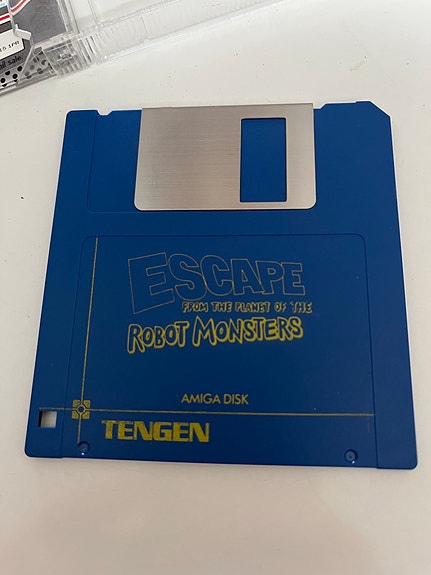 ESCAPE
FROM THE PLANET OF THE
ROBOT MONSTERS
AMIGA DISK
TENGEN